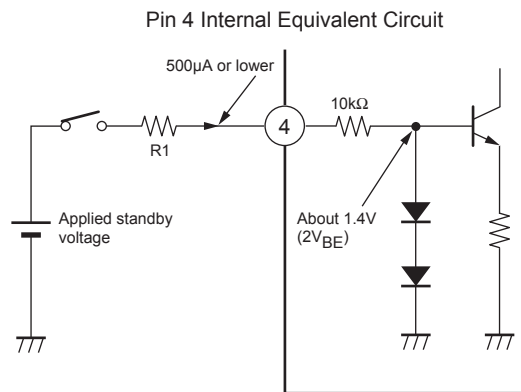 Pin 4 Internal Equivalent Circuit
500μA or lower
10kΩ
4
R1
Applied standby
voltage
About 1.4V
(2VBE)